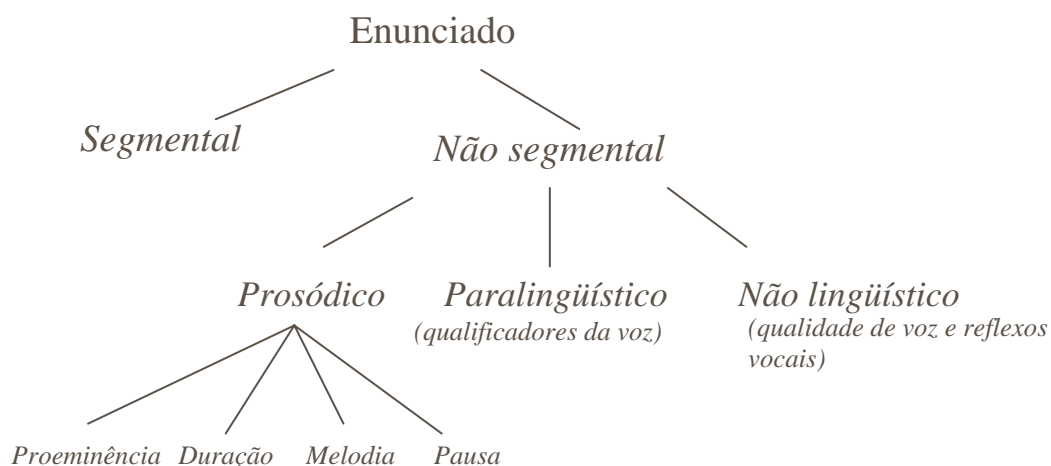 Enunciado
Segmental
Não segmental
Prosódico Paralingüístico Não lingüístico
(qualificadores da voz) (qualidade de voz e reflexos
vocais)
Proeminência Duração Melodia Pausa